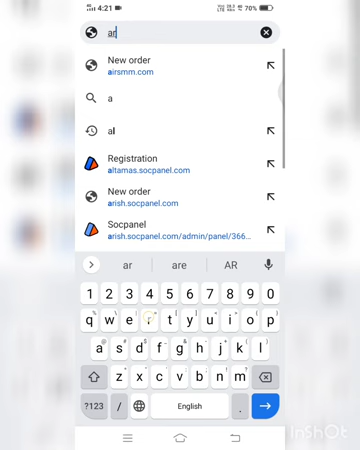 4:21
70%
ar
New order
airsmm.com
a
al
Registration
altamas.socpanel.com
New order
arish.socpanel.com
Socpanel
arish.socpanel.com/admin/panel/366...
ar are AR
1 2 3 4 5 6 7 8 9 0
q w e r t y u i o p
a s d f g h j k l
z x c v b n m
?123 / English .
InShOt